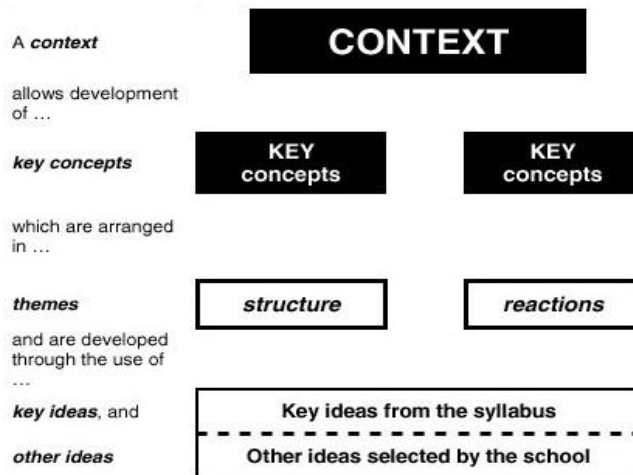 A context
CONTEXT
allows development
of ...
key concepts
KEY
concepts
KEY
concepts
which are arranged
in ...
themes
structure
reactions
and are developed
through the use of
...
key ideas, and
Key ideas from the syllabus
other ideas
Other ideas selected by the school